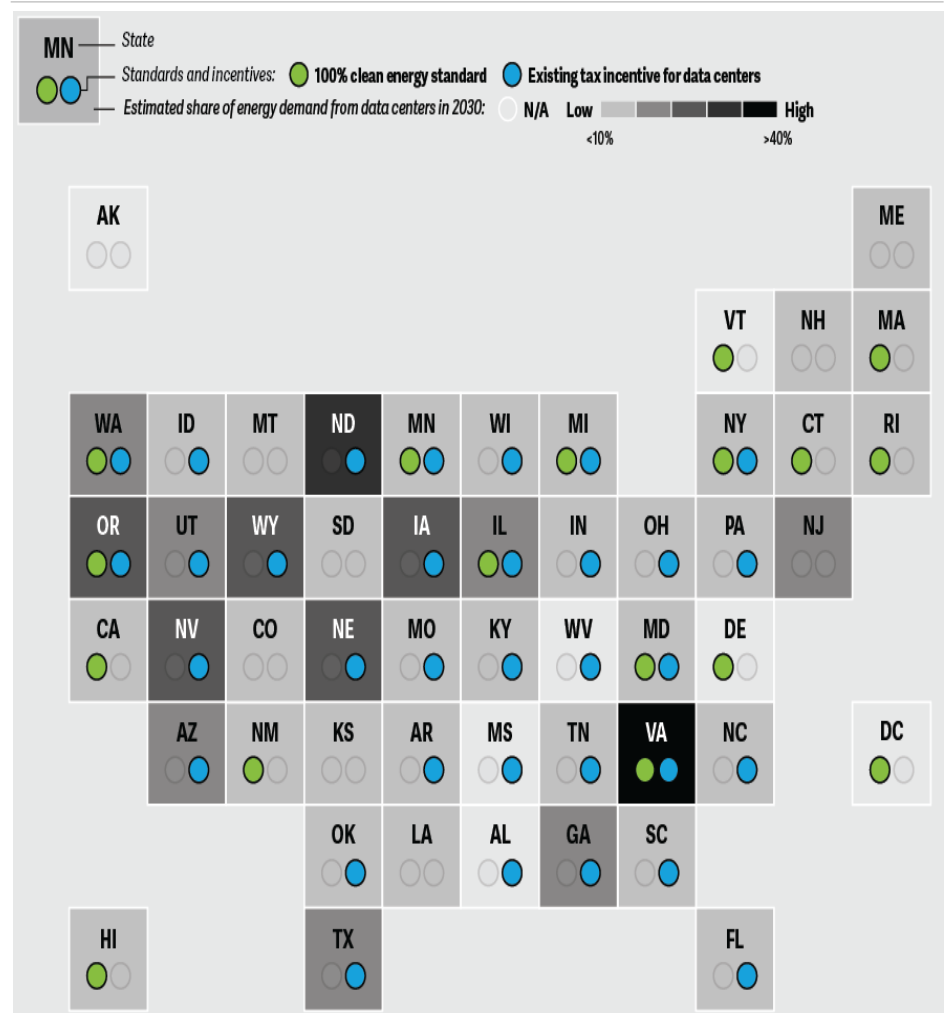 MN
State
Standards and incentives: 100% clean energy standard Existing tax incentive for data centers
Estimated share of energy demand from data centers in 2030: N/A Low High
<10% >40%
AK ME
VT NH MA
WA ID MT ND MN WI MI NY CT RI
OR UT WY SD IA IL IN OH PA NJ
CA NV CO NE MO KY WV MD DE
AZ NM KS AR MS TN VA NC DC
OK LA AL GA SC
HI TX FL